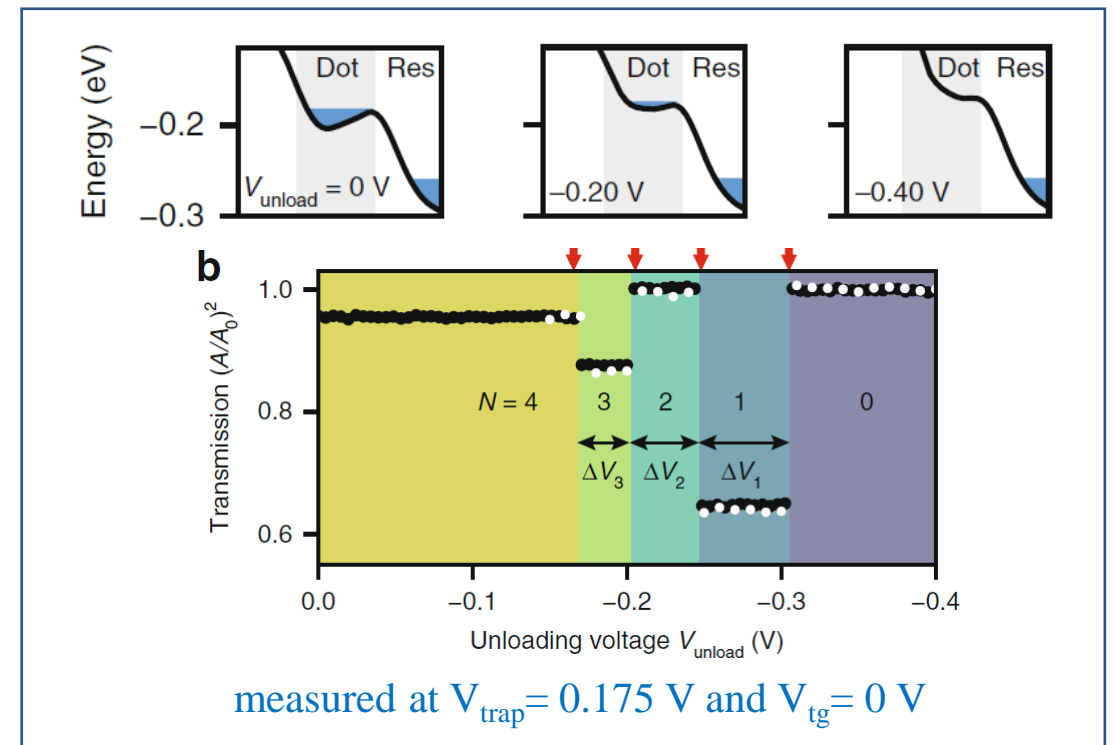 Energy (eV)
−0.2
−0.3
Dot Res
V_unload = 0 V
Dot Res
−0.20 V
Dot Res
−0.40 V
b
Transmission (A/A_0)^2
1.0
0.8
0.6
N = 4
3
2
1
0
ΔV_3
ΔV_2
ΔV_1
0.0
−0.1
−0.2
−0.3
−0.4
Unloading voltage V_unload (V)
measured at V_trap= 0.175 V and V_tg= 0 V